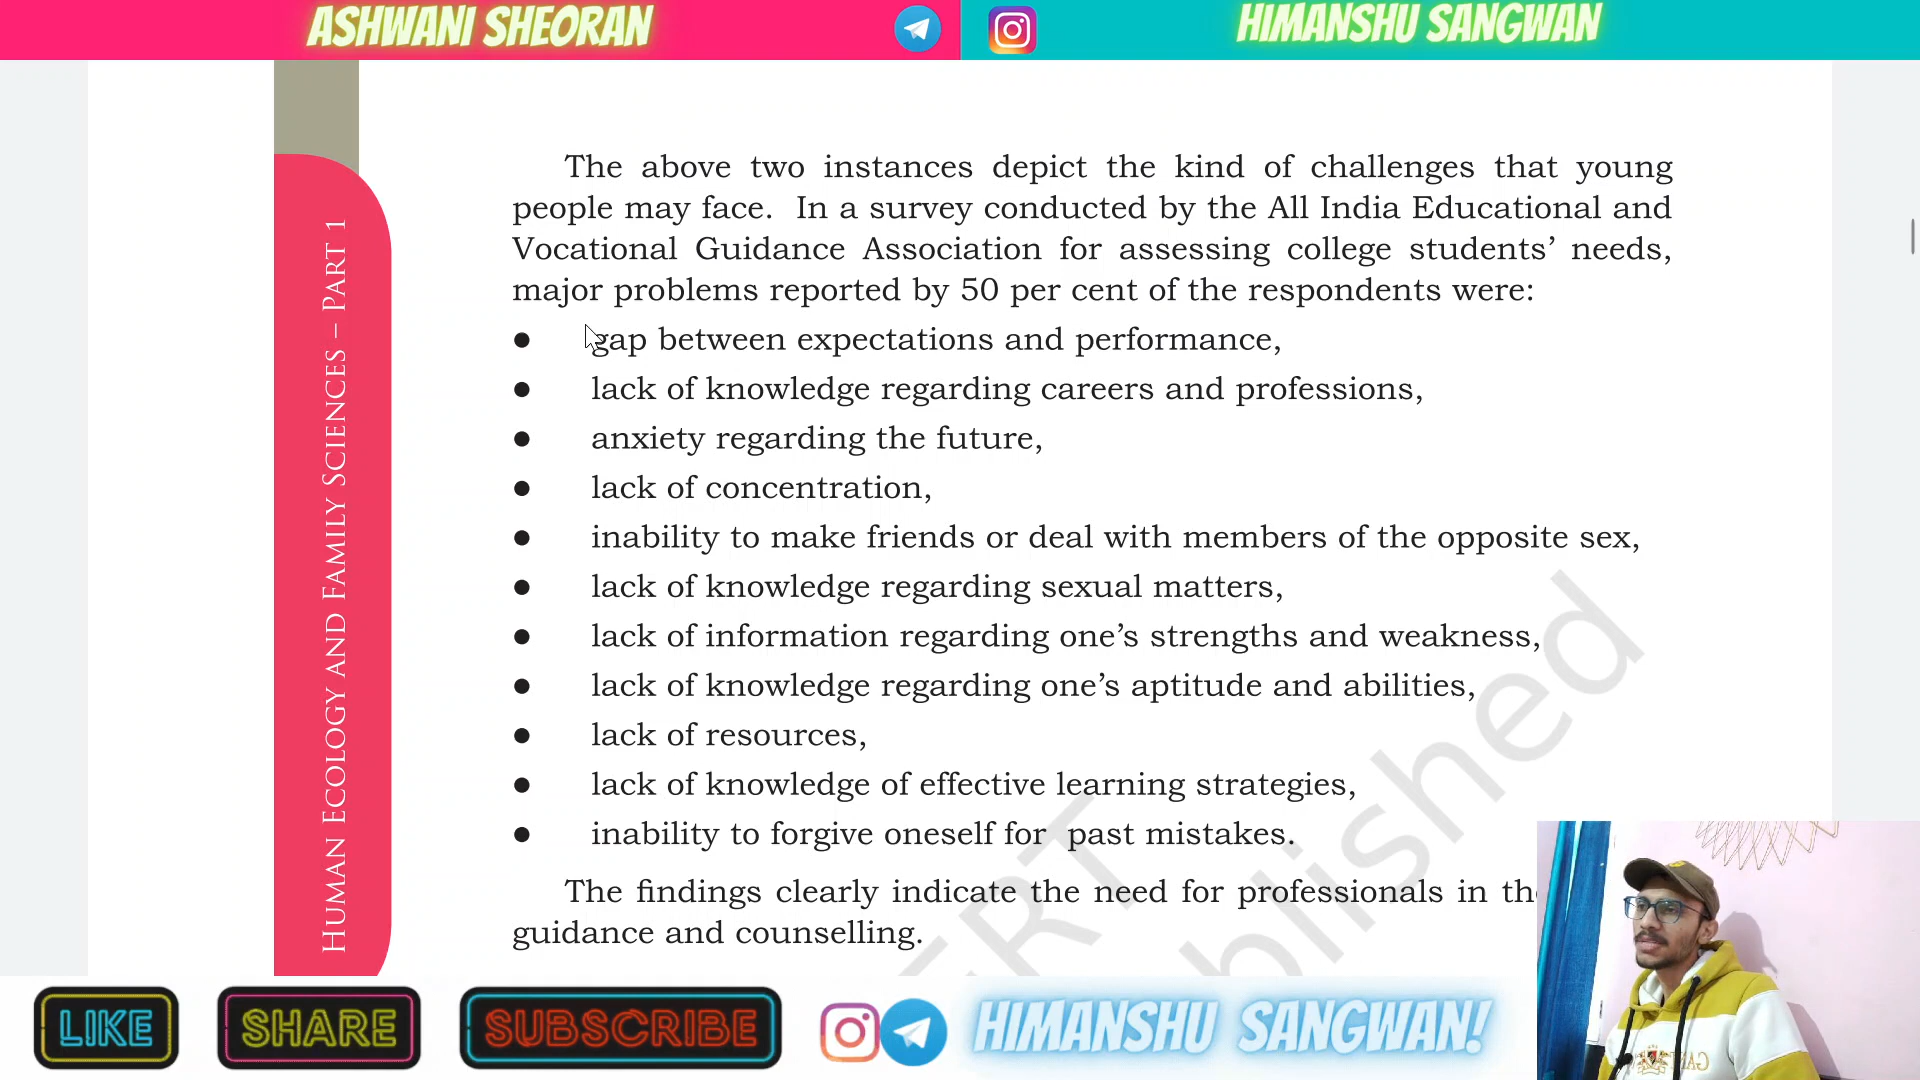 ASHWANI SHEORAN
HIMANSHU SANGWAN
HUMAN ECOLOGY AND FAMILY SCIENCES – PART 1
The above two instances depict the kind of challenges that young
people may face. In a survey conducted by the All India Educational and
Vocational Guidance Association for assessing college students’ needs,
major problems reported by 50 per cent of the respondents were:
● gap between expectations and performance,
● lack of knowledge regarding careers and professions,
● anxiety regarding the future,
● lack of concentration,
● inability to make friends or deal with members of the opposite sex,
● lack of knowledge regarding sexual matters,
● lack of information regarding one’s strengths and weakness,
● lack of knowledge regarding one’s aptitude and abilities,
● lack of resources,
● lack of knowledge of effective learning strategies,
● inability to forgive oneself for past mistakes.
The findings clearly indicate the need for professionals in the
guidance and counselling.
ERT
blished
LIKE
SHARE
SUBSCRIBE
HIMANSHU SANGWAN!